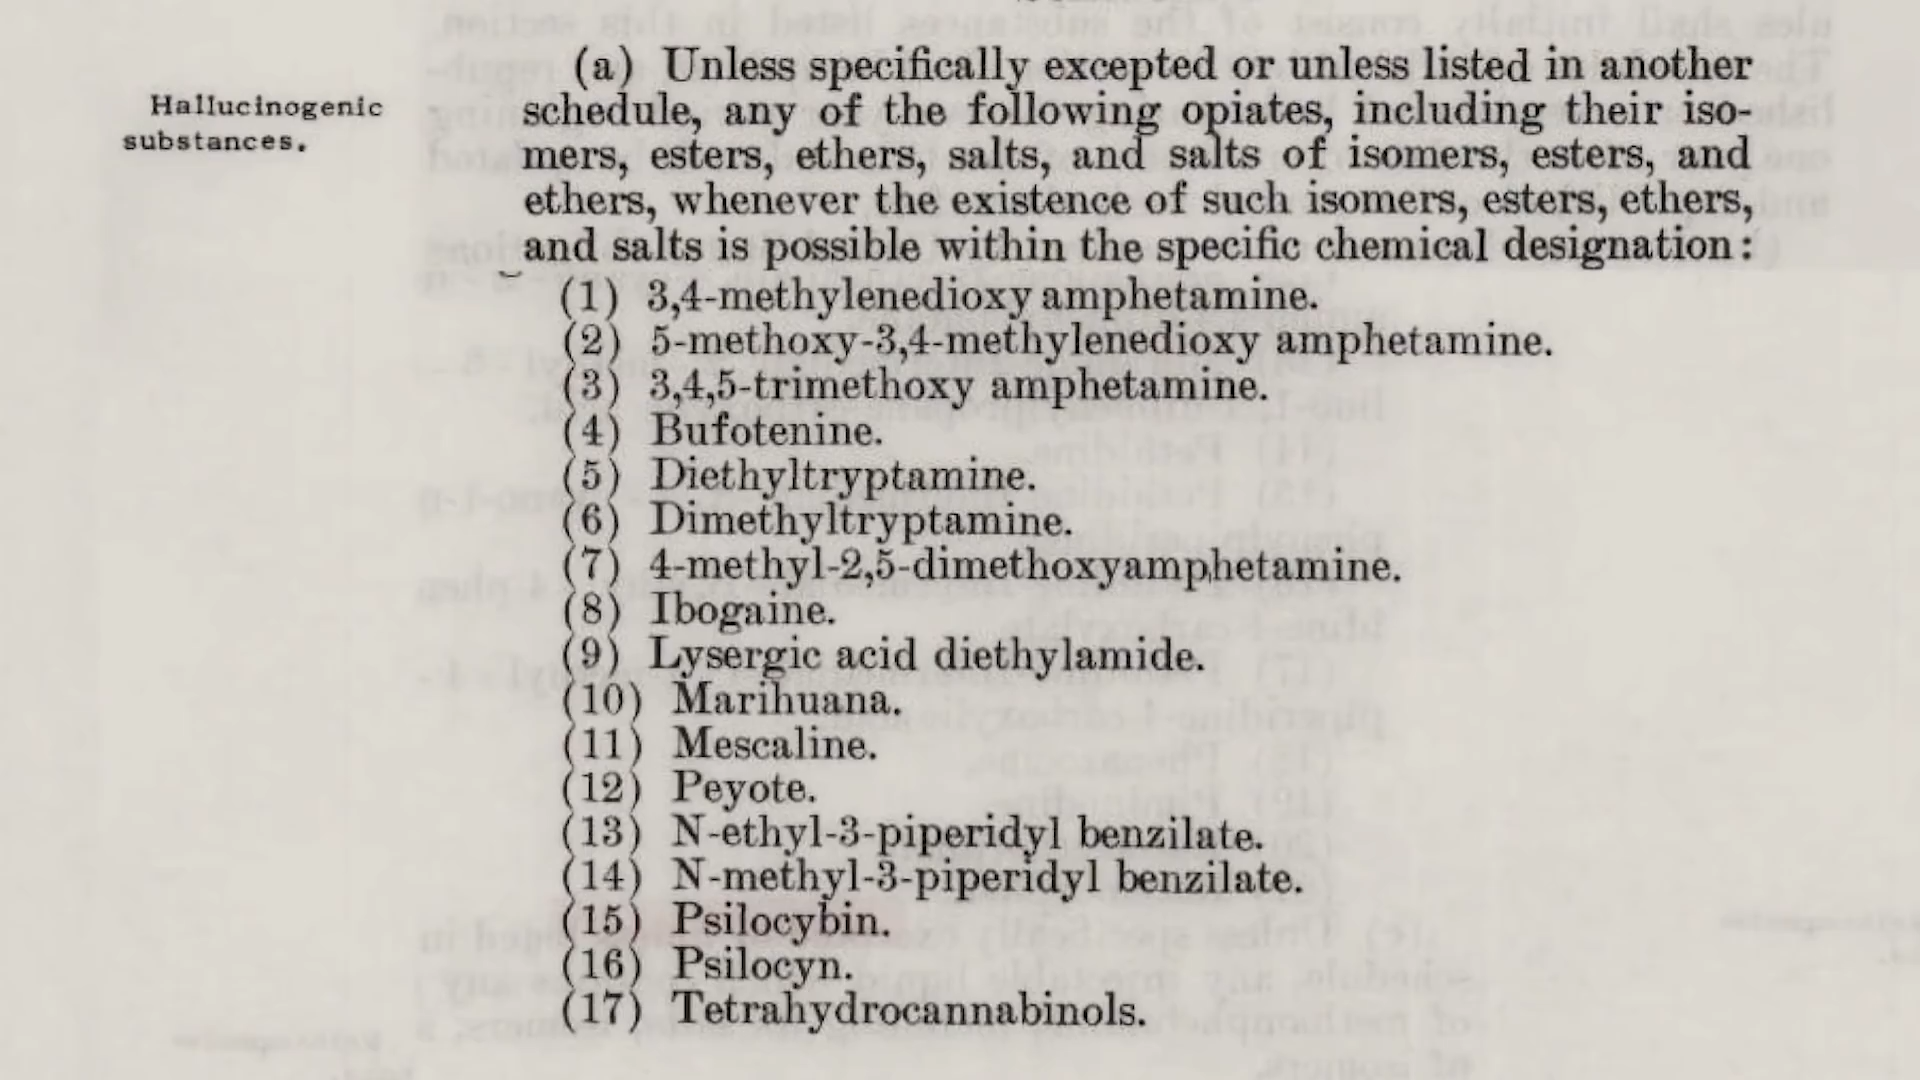 Hallucinogenic
substances.
(a) Unless specifically excepted or unless listed in another
schedule, any of the following opiates, including their iso-
mers, esters, ethers, salts, and salts of isomers, esters, and
ethers, whenever the existence of such isomers, esters, ethers,
and salts is possible within the specific chemical designation:
(1) 3,4-methylenedioxy amphetamine.
(2) 5-methoxy-3,4-methylenedioxy amphetamine.
(3) 3,4,5-trimethoxy amphetamine.
(4) Bufotenine.
(5) Diethyltryptamine.
(6) Dimethyltryptamine.
(7) 4-methyl-2,5-dimethoxyamphetamine.
(8) Ibogaine.
(9) Lysergic acid diethylamide.
(10) Marihuana.
(11) Mescaline.
(12) Peyote.
(13) N-ethyl-3-piperidyl benzilate.
(14) N-methyl-3-piperidyl benzilate.
(15) Psilocybin.
(16) Psilocyn.
(17) Tetrahydrocannabinols.